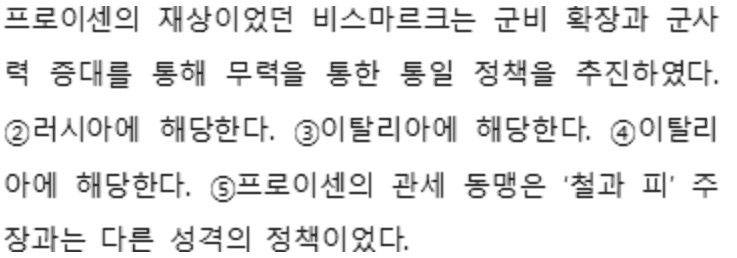 프로이센의 재상이었던 비스마르크는 군비 확장과 군사
력 증대를 통해 무력을 통한 통일 정책을 추진하였다.
②러시아에 해당한다. ③이탈리아에 해당한다. ④이탈리
아에 해당한다. ⑤프로이센의 관세 동맹은 ‘철과 피’ 주
장과는 다른 성격의 정책이었다.